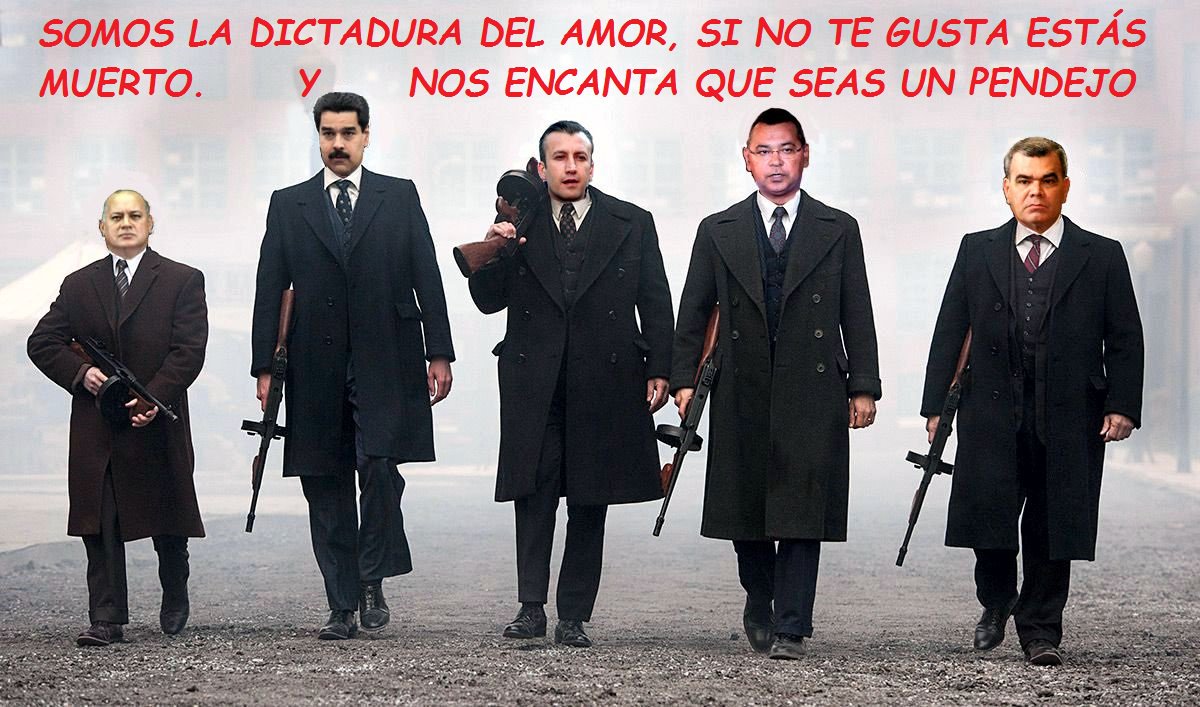 SOMOS LA DICTADURA DEL AMOR, SI NO TE GUSTA ESTÁS
MUERTO. Y NOS ENCANTA QUE SEAS UN PENDEJO